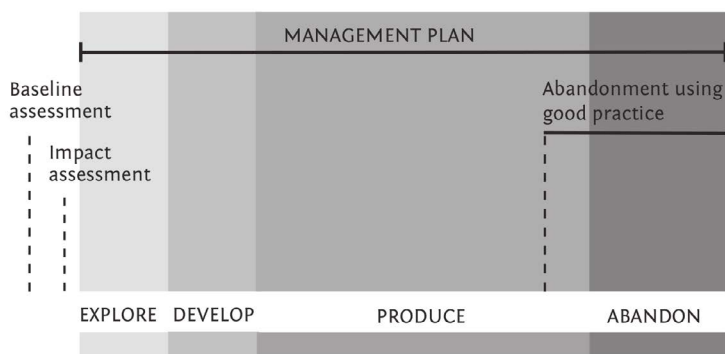 MANAGEMENT PLAN
Baseline
assessment
Impact
assessment
Abandonment using
good practice
EXPLORE
DEVELOP
PRODUCE
ABANDON